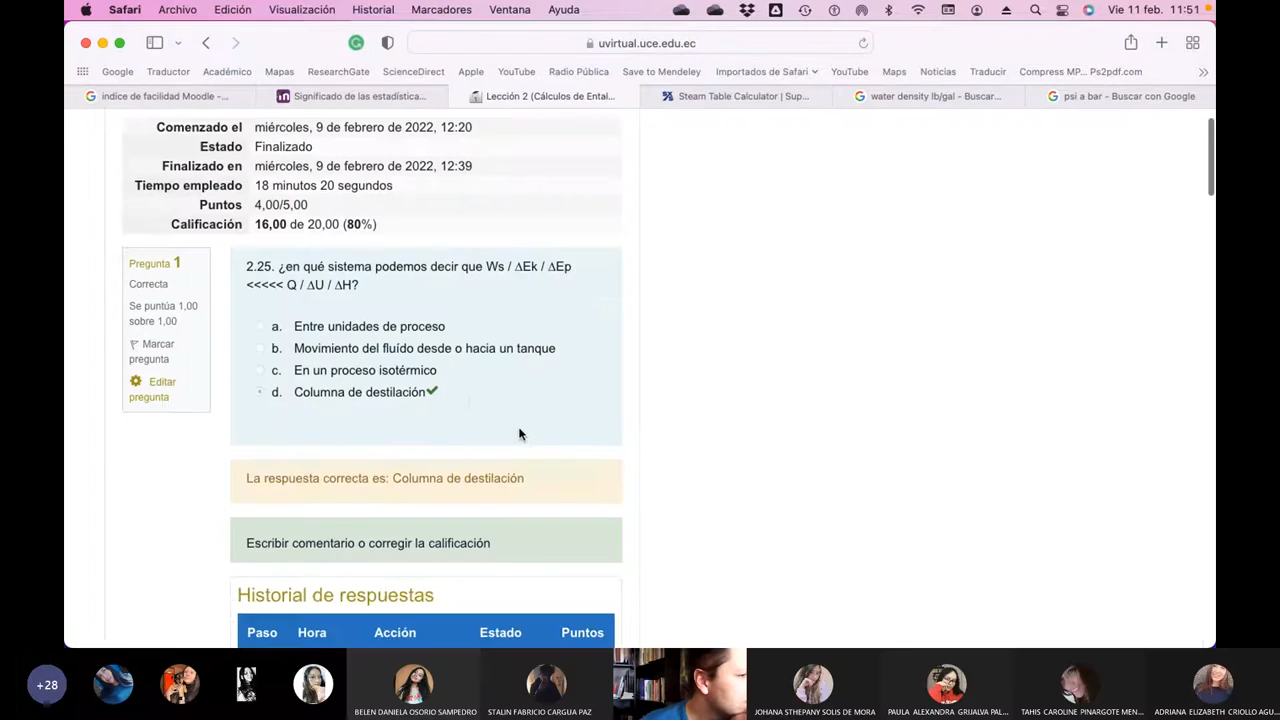 Safari Archivo Edición Visualización Historial Marcadores Ventana Ayuda Vie 11 feb. 11:51
uvirtual.uce.edu.ec
Google Traductor Académico Mapas ResearchGate ScienceDirect Apple YouTube Radio Pública Save to Mendeley Importados de Safari YouTube Maps Noticias Traducir Compress MP... Ps2pdf.com
indice de facilidad Moodle -... Significado de las estadística... Lección 2 (Cálculos de Ental... Steam Table Calculator | Sup... water density lb/gal - Buscar... psi a bar - Buscar con Google
Comenzado el miércoles, 9 de febrero de 2022, 12:20
Estado Finalizado
Finalizado en miércoles, 9 de febrero de 2022, 12:39
Tiempo empleado 18 minutos 20 segundos
Puntos 4,00/5,00
Calificación 16,00 de 20,00 (80%)
Pregunta 1
Correcta
Se puntúa 1,00
sobre 1,00
Marcar
pregunta
Editar
pregunta
2.25. ¿en qué sistema podemos decir que Ws / ∆Ek / ∆Ep
<<<<< Q / ∆U / ∆H?
a. Entre unidades de proceso
b. Movimiento del fluído desde o hacia un tanque
c. En un proceso isotérmico
d. Columna de destilación
La respuesta correcta es: Columna de destilación
Escribir comentario o corregir la calificación
Historial de respuestas
Paso Hora Acción Estado Puntos
+28
BELEN DANIELA OSORIO SAMPEDRO
STALIN FABRICIO CARGUA PAZ
JOHANA STHEPANY SOLIS DE MORA
PAULA ALEXANDRA GRIJALVA PAL...
TAHIS CAROLINE PINARGOTE MEN...
ADRIANA ELIZABETH CRIOLLO AGU...